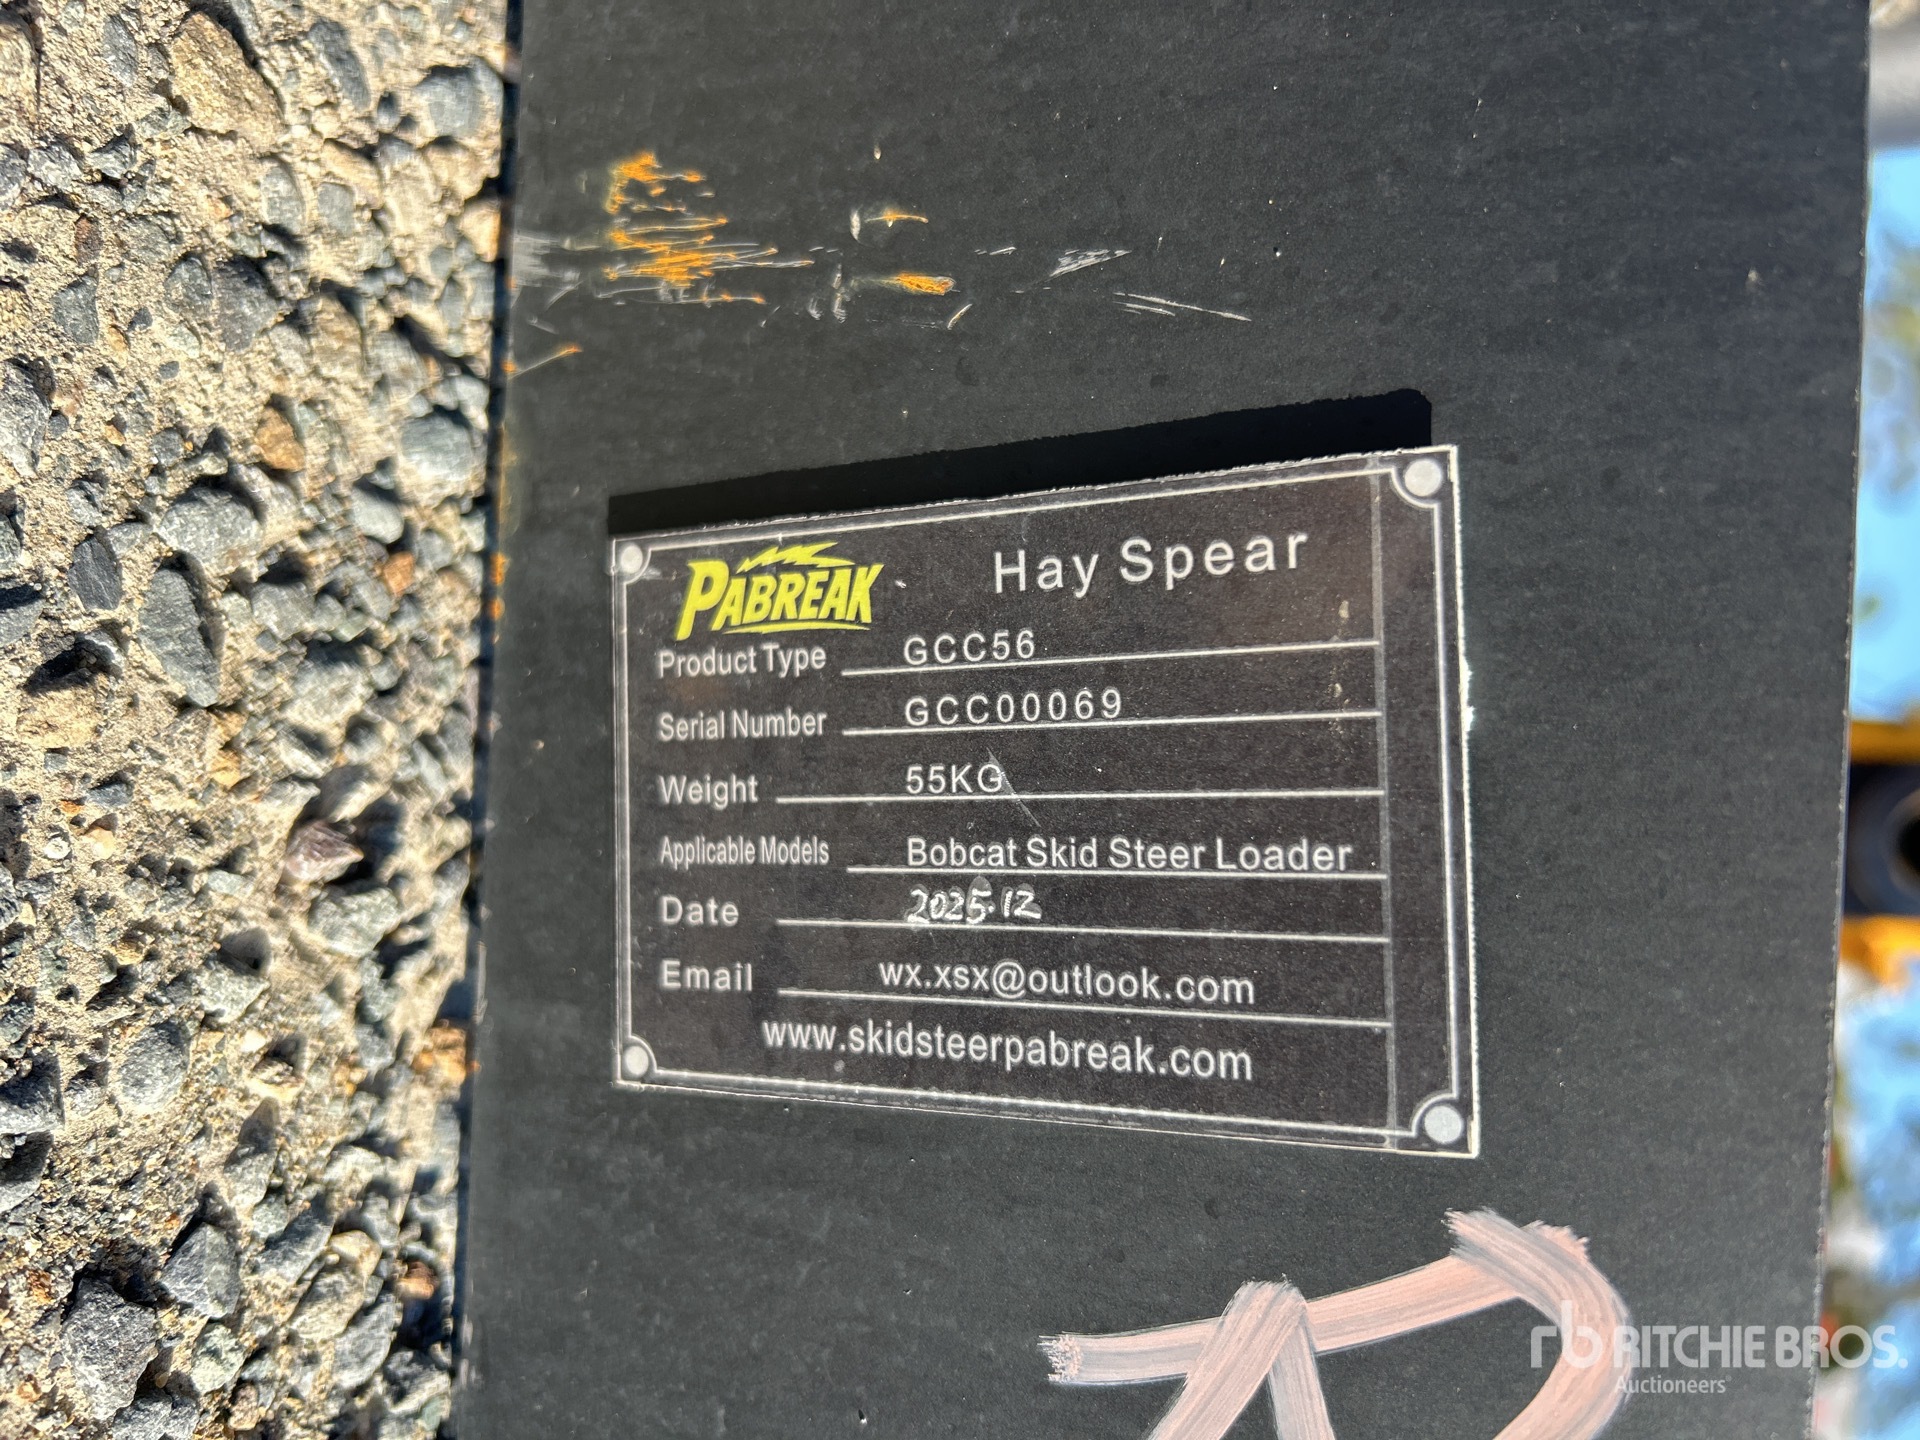 PABREAK Hay Spear
Product Type GCC56
Serial Number GCC00069
Weight 55KG
Applicable Models Bobcat Skid Steer Loader
Date 2025.12
Email wx.xsx@outlook.com
www.skidsteerpabreak.com
rb RITCHIE BROS.
Auctioneers